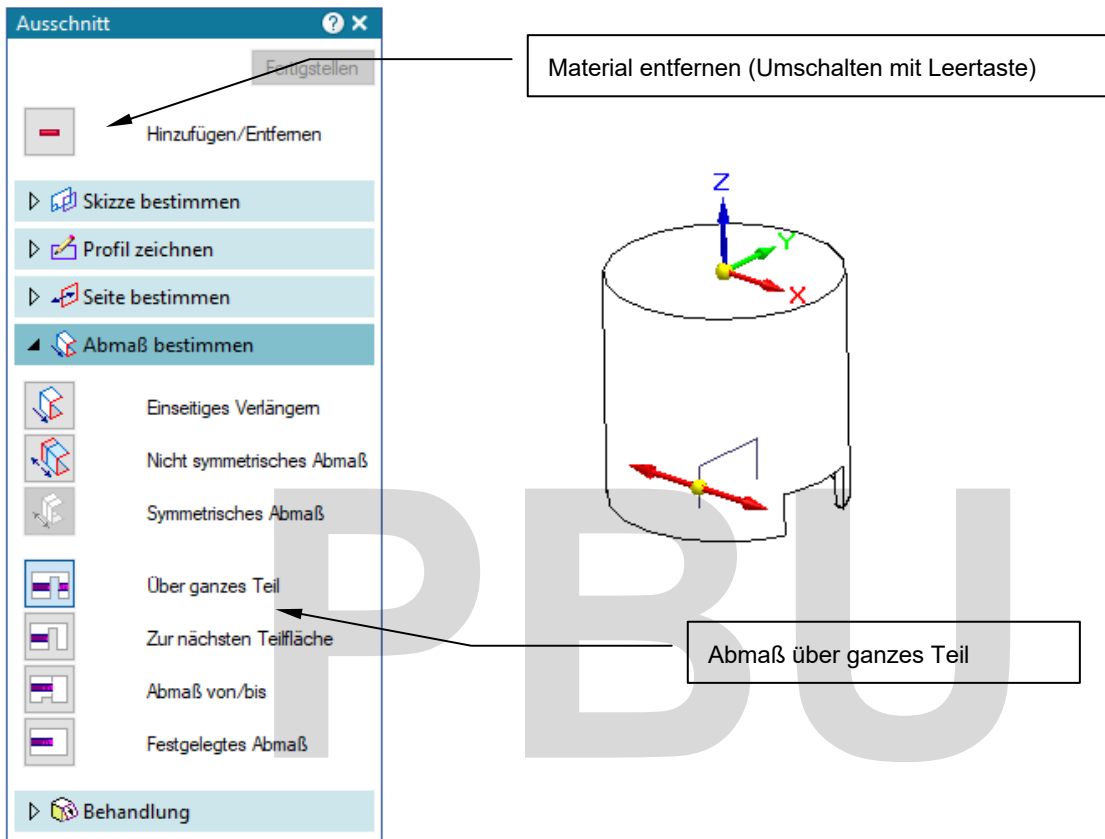 Ausschnitt
Fertigstellen
Material entfernen (Umschalten mit Leertaste)
Hinzufügen/Entfernen
Skizze bestimmen
Profil zeichnen
Seite bestimmen
Abmaß bestimmen
Einseitiges Verlängern
Nicht symmetrisches Abmaß
Symmetrisches Abmaß
Über ganzes Teil
Zur nächsten Teilfläche
Abmaß von/bis
Festgelegtes Abmaß
Behandlung
Z
Y
X
Abmaß über ganzes Teil
PBU